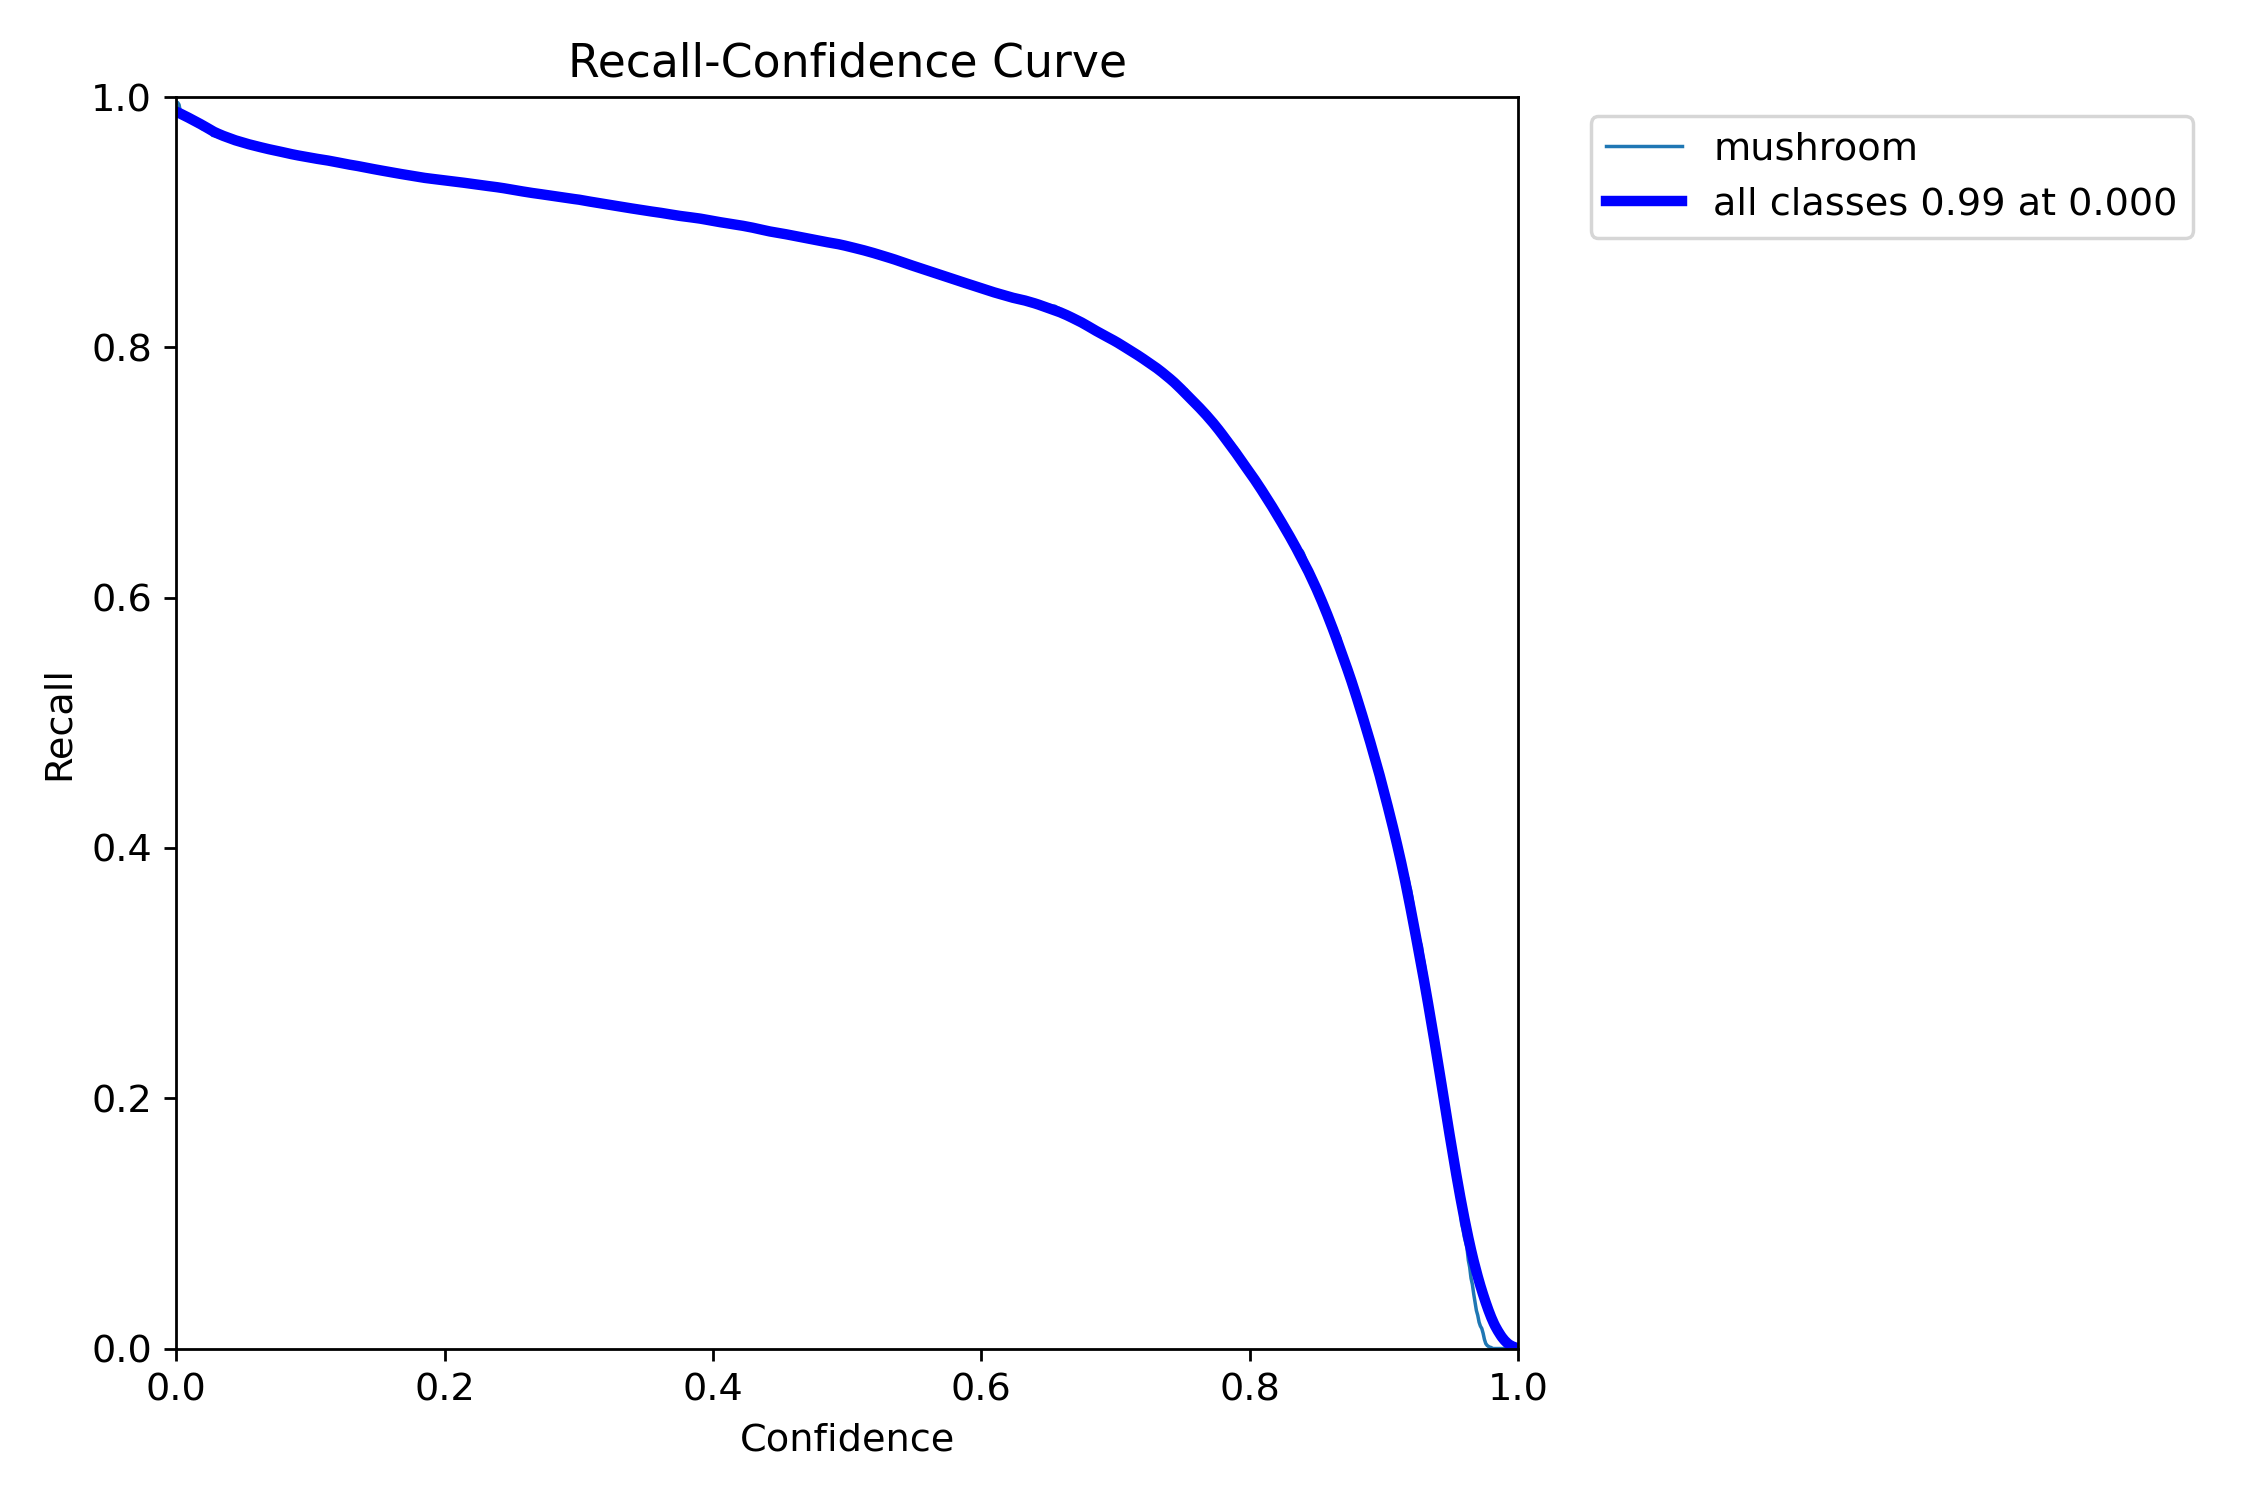 Recall-Confidence Curve
mushroom
all classes 0.99 at 0.000
1.0
0.8
0.6
0.4
0.2
0.0
Recall
0.0 0.2 0.4 0.6 0.8 1.0
Confidence